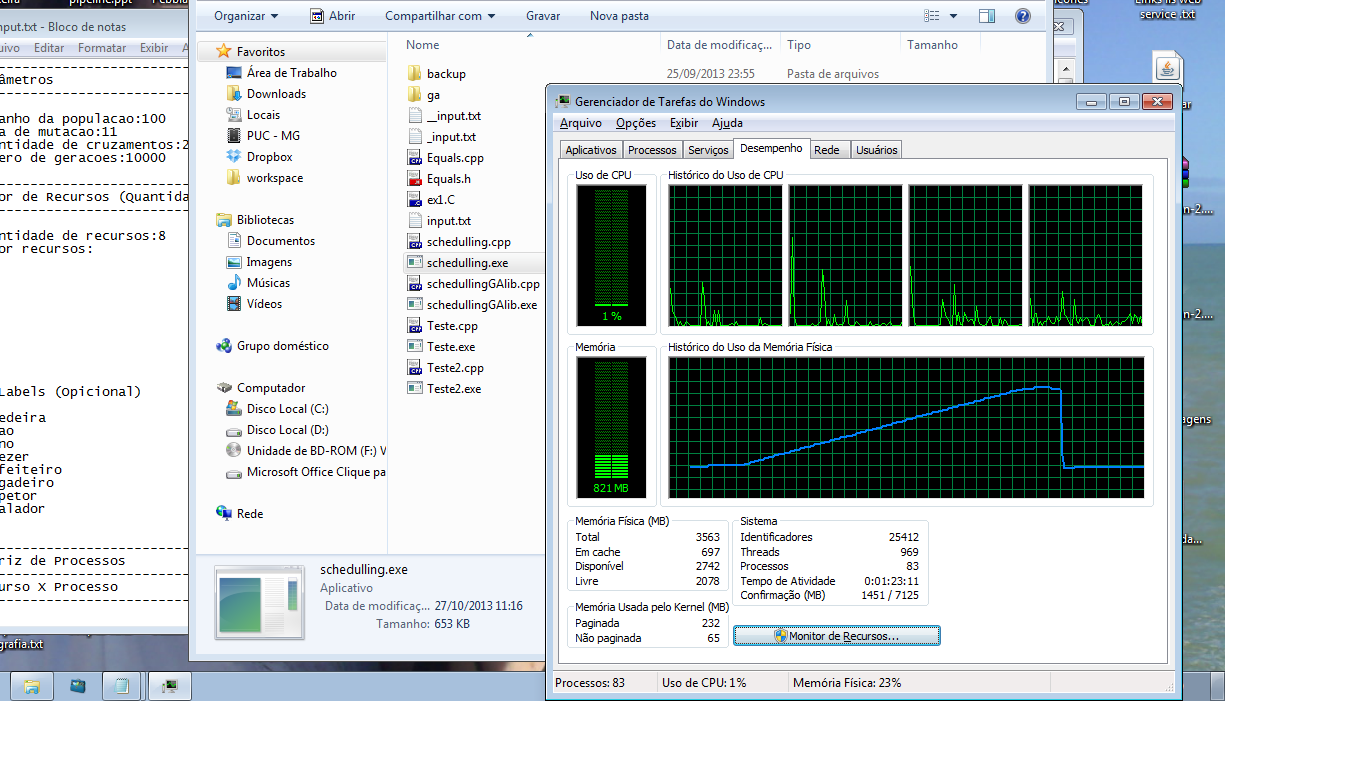 pipeline.ppt
Links iis web
service .txt
nput.txt - Bloco de notas
uivo Editar Formatar Exibir A
âmetros
anho da populacao:100
a de mutacao:11
ntidade de cruzamentos:2
ero de geracoes:10000
or de Recursos (Quantida
ntidade de recursos:8
or recursos:
Labels (Opicional)
edeira
ao
no
ezer
feiteiro
gadeiro
petor
alador
riz de Processos
urso X Processo
grafia.txt
Organizar Abrir Compartilhar com Gravar Nova pasta
Favoritos
Área de Trabalho
Downloads
Locais
PUC - MG
Dropbox
workspace
Bibliotecas
Documentos
Imagens
Músicas
Vídeos
Grupo doméstico
Computador
Disco Local (C:)
Disco Local (D:)
Unidade de BD-ROM (F:) V
Microsoft Office Clique pa
Rede
Nome Data de modificaç... Tipo Tamanho
backup 25/09/2013 23:55 Pasta de arquivos
ga
__input.txt
_input.txt
Equals.cpp
Equals.h
ex1.C
input.txt
schedulling.cpp
schedulling.exe
schedullingGAlib.cpp
schedullingGAlib.exe
Teste.cpp
Teste.exe
Teste2.cpp
Teste2.exe
schedulling.exe
Aplicativo
Data de modificaç... 27/10/2013 11:16
Tamanho: 653 KB
Gerenciador de Tarefas do Windows
Arquivo Opções Exibir Ajuda
Aplicativos Processos Serviços Desempenho Rede Usuários
Uso de CPU Histórico do Uso de CPU
1 %
Memória Histórico do Uso da Memória Física
821 MB
Memória Física (MB)
Total 3563
Em cache 697
Disponível 2742
Livre 2078
Memória Usada pelo Kernel (MB)
Paginada 232
Não paginada 65
Sistema
Identificadores 25412
Threads 969
Processos 83
Tempo de Atividade 0:01:23:11
Confirmação (MB) 1451 / 7125
Monitor de Recursos...
Processos: 83 Uso de CPU: 1% Memória Física: 23%
ar
n-2....
n-2....
agens
da...